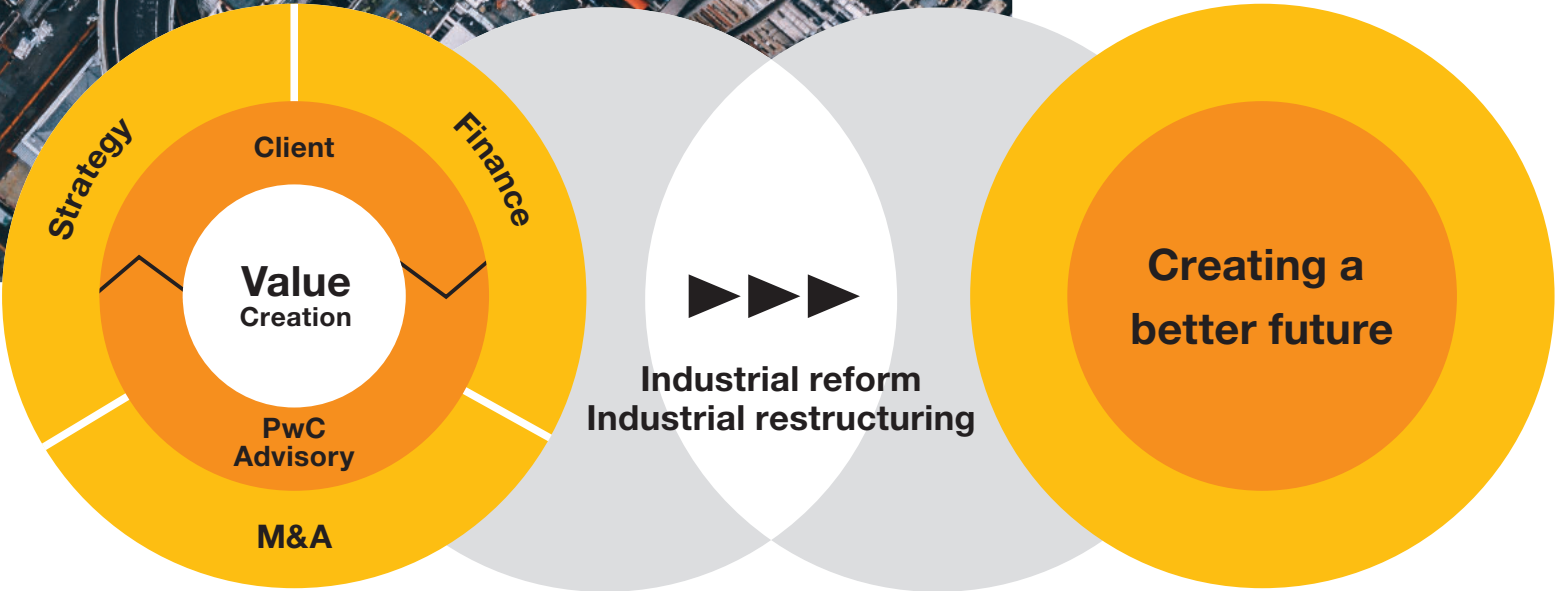 Strategy
Finance
Client
Value
Creation
PwC
Advisory
M&A
Industrial reform
Industrial restructuring
Creating a
better future